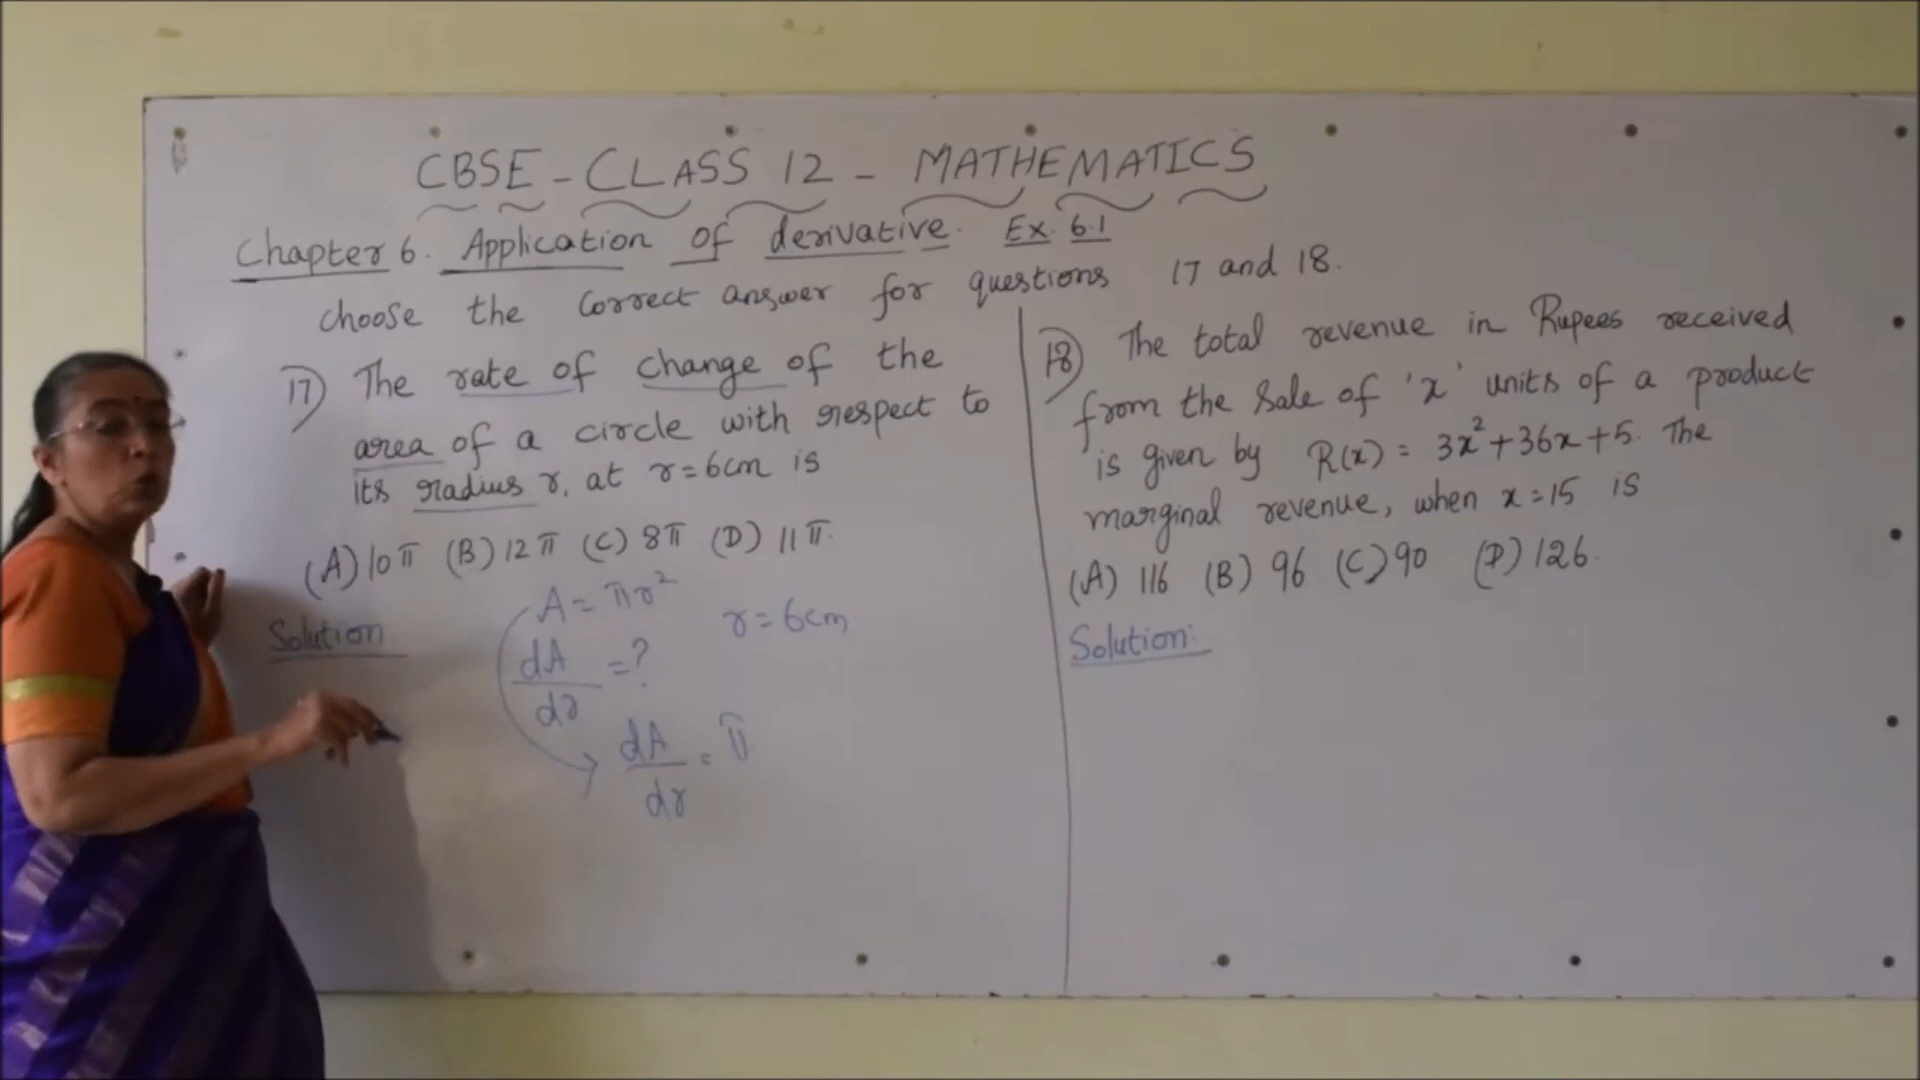 CBSE - CLASS 12 - MATHEMATICS
Chapter 6. Application of derivative. Ex. 6.1
choose the correct answer for questions 17 and 18.
17) The rate of change of the
area of a circle with respect to
its radius r, at r = 6cm is
(A) 10π (B) 12π (C) 8π (D) 11π.
Solution
A = πr²
r = 6cm
dA/dr = ?
dA/dr = π
18) The total revenue in Rupees received
from the sale of 'x' units of a product
is given by R(x) = 3x² + 36x + 5. The
marginal revenue, when x = 15 is
(A) 116 (B) 96 (C) 90 (D) 126.
Solution: